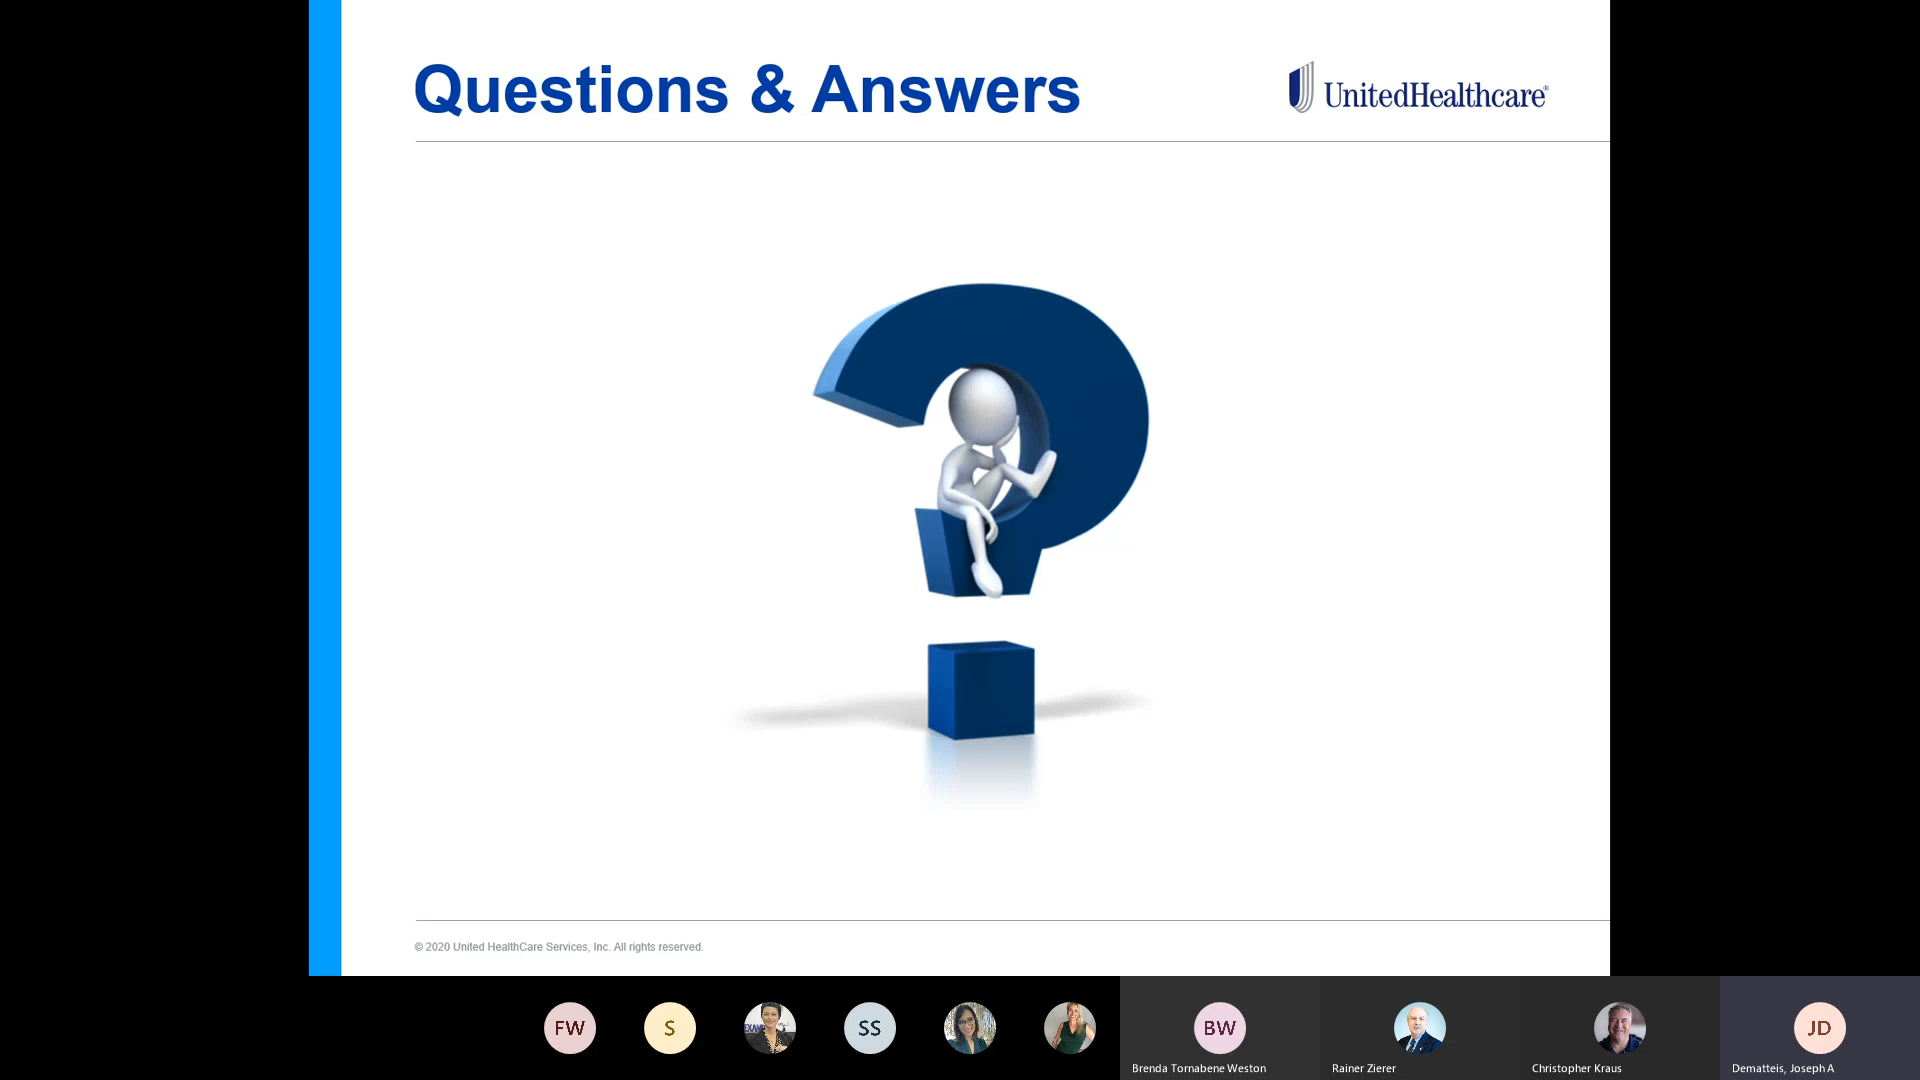 Questions & Answers
UnitedHealthcare®
© 2020 United HealthCare Services, Inc. All rights reserved.
FW
S
EXAM
SS
BW
JD
Brenda Tornabene Weston
Rainer Zierer
Christopher Kraus
Dematteis, Joseph A